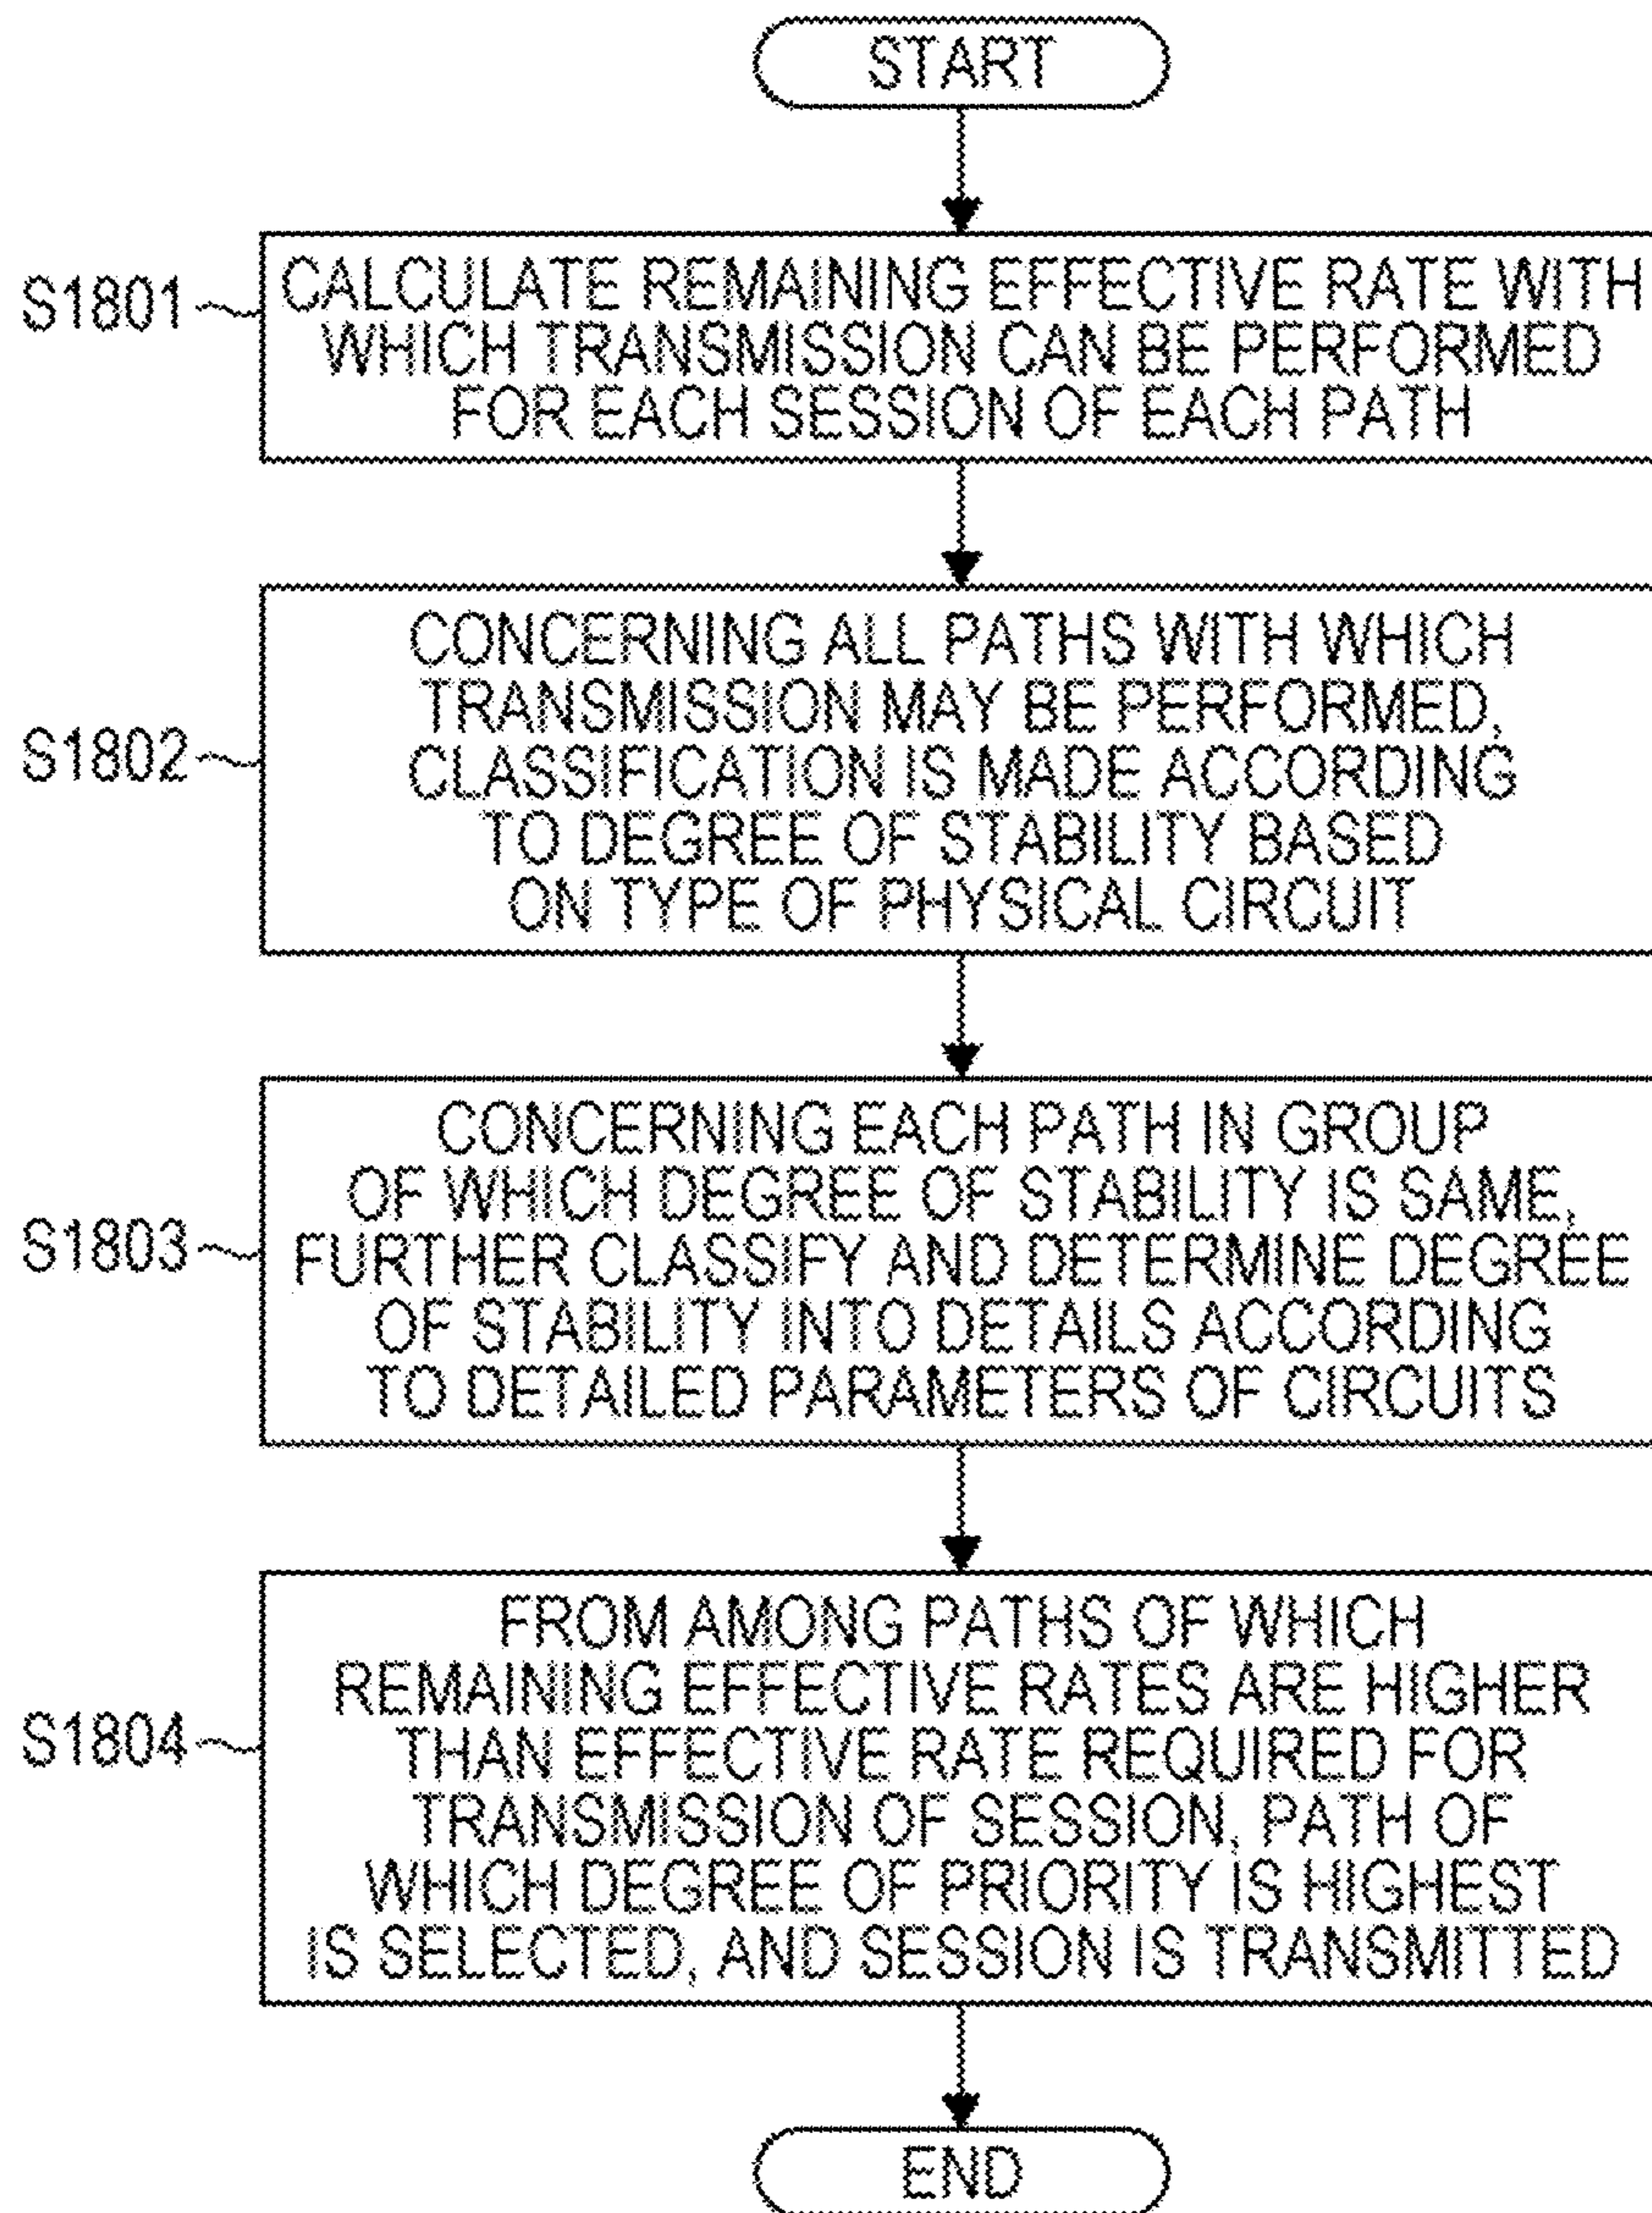 START
S1801
CALCULATE REMAINING EFFECTIVE RATE WITH
WHICH TRANSMISSION CAN BE PERFORMED
FOR EACH SESSION OF EACH PATH
S1802
CONCERNING ALL PATHS WITH WHICH
TRANSMISSION MAY BE PERFORMED,
CLASSIFICATION IS MADE ACCORDING
TO DEGREE OF STABILITY BASED
ON TYPE OF PHYSICAL CIRCUIT
S1803
CONCERNING EACH PATH IN GROUP
OF WHICH DEGREE OF STABILITY IS SAME,
FURTHER CLASSIFY AND DETERMINE DEGREE
OF STABILITY INTO DETAILS ACCORDING
TO DETAILED PARAMETERS OF CIRCUITS
S1804
FROM AMONG PATHS OF WHICH
REMAINING EFFECTIVE RATES ARE HIGHER
THAN EFFECTIVE RATE REQUIRED FOR
TRANSMISSION OF SESSION, PATH OF
WHICH DEGREE OF PRIORITY IS HIGHEST
IS SELECTED, AND SESSION IS TRANSMITTED
END